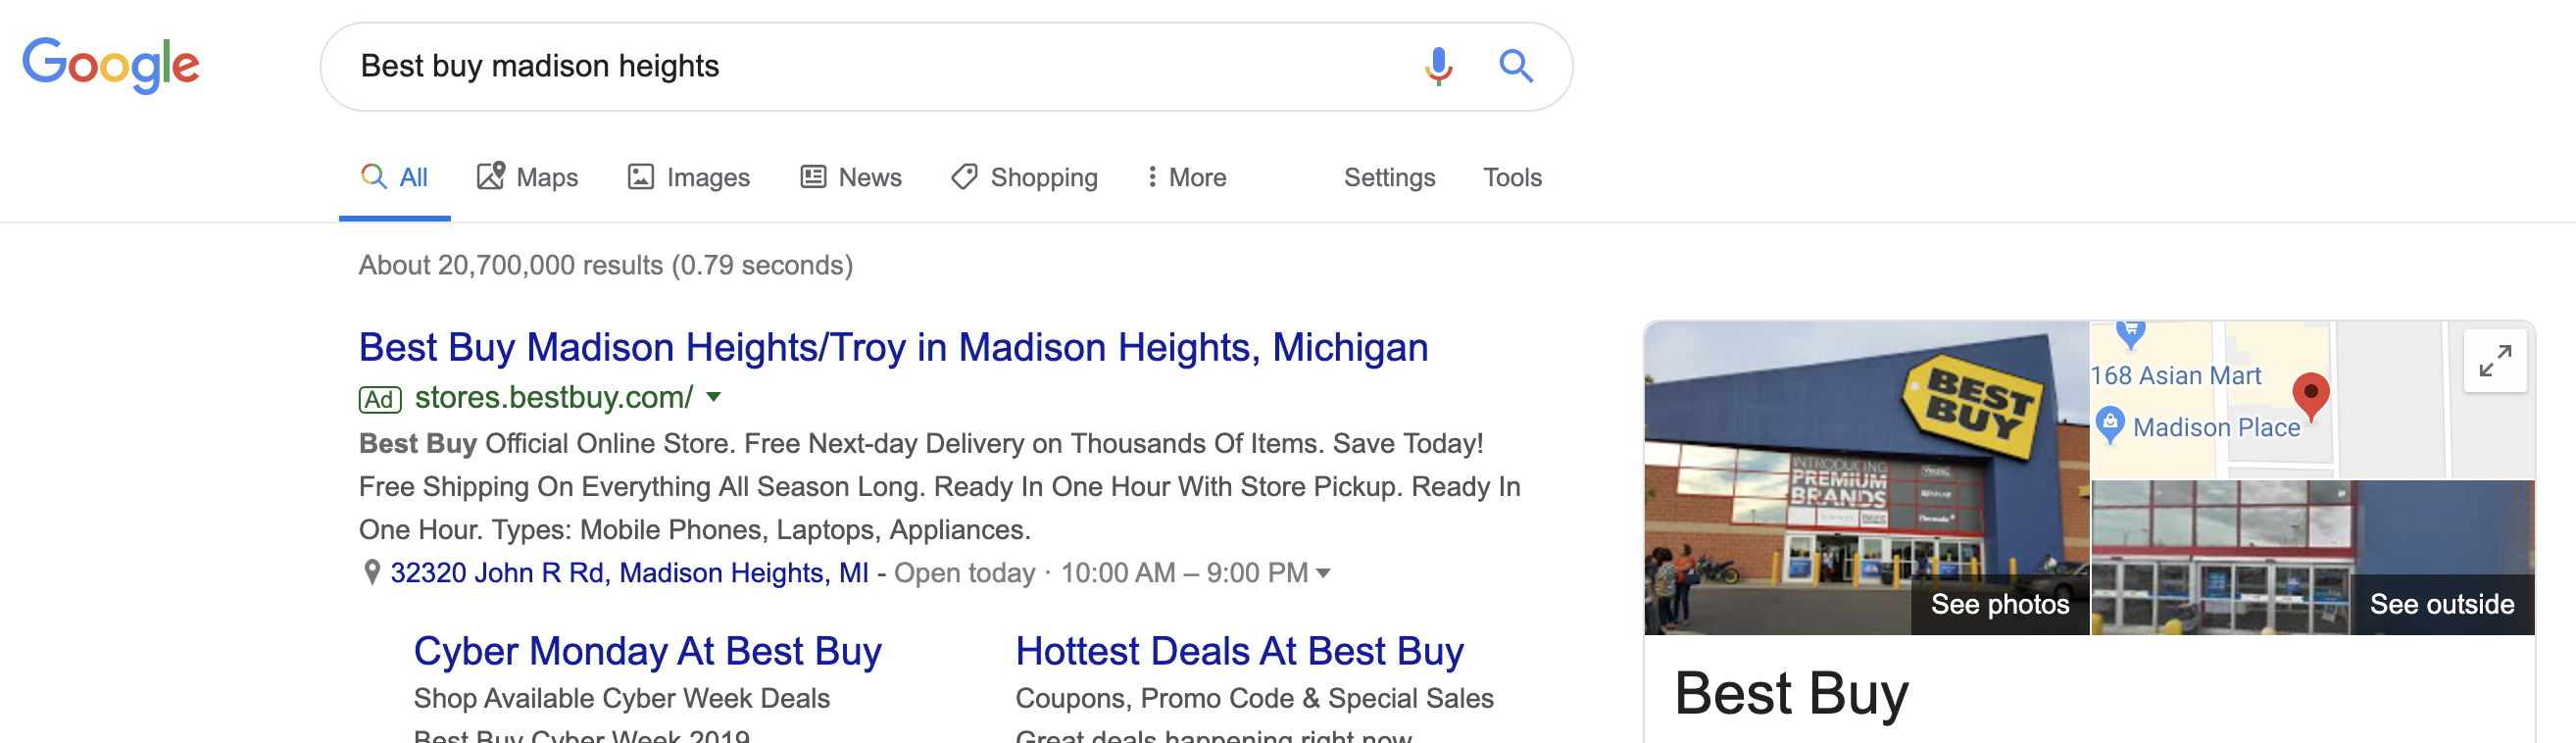 Google
Best buy madison heights
All Maps Images News Shopping More Settings Tools
About 20,700,000 results (0.79 seconds)
Best Buy Madison Heights/Troy in Madison Heights, Michigan
Ad stores.bestbuy.com/
Best Buy Official Online Store. Free Next-day Delivery on Thousands Of Items. Save Today!
Free Shipping On Everything All Season Long. Ready In One Hour With Store Pickup. Ready In
One Hour. Types: Mobile Phones, Laptops, Appliances.
32320 John R Rd, Madison Heights, MI - Open today · 10:00 AM – 9:00 PM
Cyber Monday At Best Buy
Shop Available Cyber Week Deals
Best Buy Cyber Week 2019
Hottest Deals At Best Buy
Coupons, Promo Code & Special Sales
Great deals happening right now
BEST
BUY
INTRODUCING
PREMIUM
BRANDS
See photos
168 Asian Mart
Madison Place
See outside
Best Buy